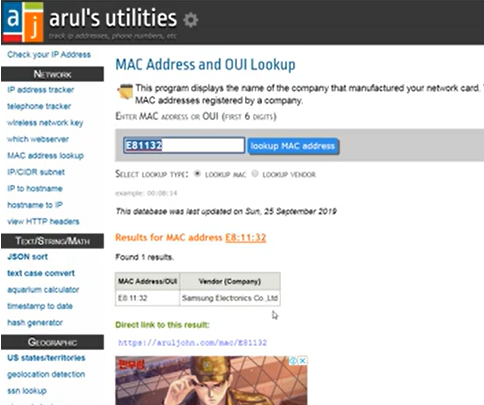 aj arul's utilities
track ip addresses, phone numbers, etc
Check your IP Address
NETWORK
IP address tracker
telephone tracker
wireless network key
which webserver
MAC address lookup
IP/CIDR subnet
IP to hostname
hostname to IP
view HTTP headers
TEXT/STRING/MATH
JSON sort
text case convert
aquarium calculator
timestamp to date
hash generator
GEOGRAPHIC
US states/territories
geolocation detection
ssn lookup
MAC Address and OUI Lookup
This program displays the name of the company that manufactured your network card.
MAC addresses registered by a company.
ENTER MAC ADDRESS OR OUI (FIRST 6 DIGITS)
E81132 lookup MAC address
SELECT LOOKUP TYPE: LOOKUP MAC LOOKUP VENDOR
example: 00:08:14
This database was last updated on Sun, 25 September 2019
Results for MAC address E8:11:32
Found 1 results.
MAC Address/OUI Vendor {Company}
E8:11:32 Samsung Electronics Co.,Ltd
Direct link to this result:
https://aruljohn.com/mac/E81132